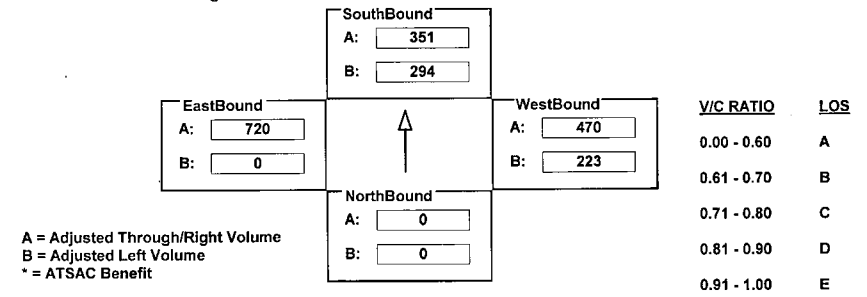 SouthBound
A: 351
B: 294
EastBound
A: 720
B: 0
WestBound
A: 470
B: 223
NorthBound
A: 0
B: 0
A = Adjusted Through/Right Volume
B = Adjusted Left Volume
* = ATSAC Benefit
V/C RATIO LOS
0.00 - 0.60 A
0.61 - 0.70 B
0.71 - 0.80 C
0.81 - 0.90 D
0.91 - 1.00 E